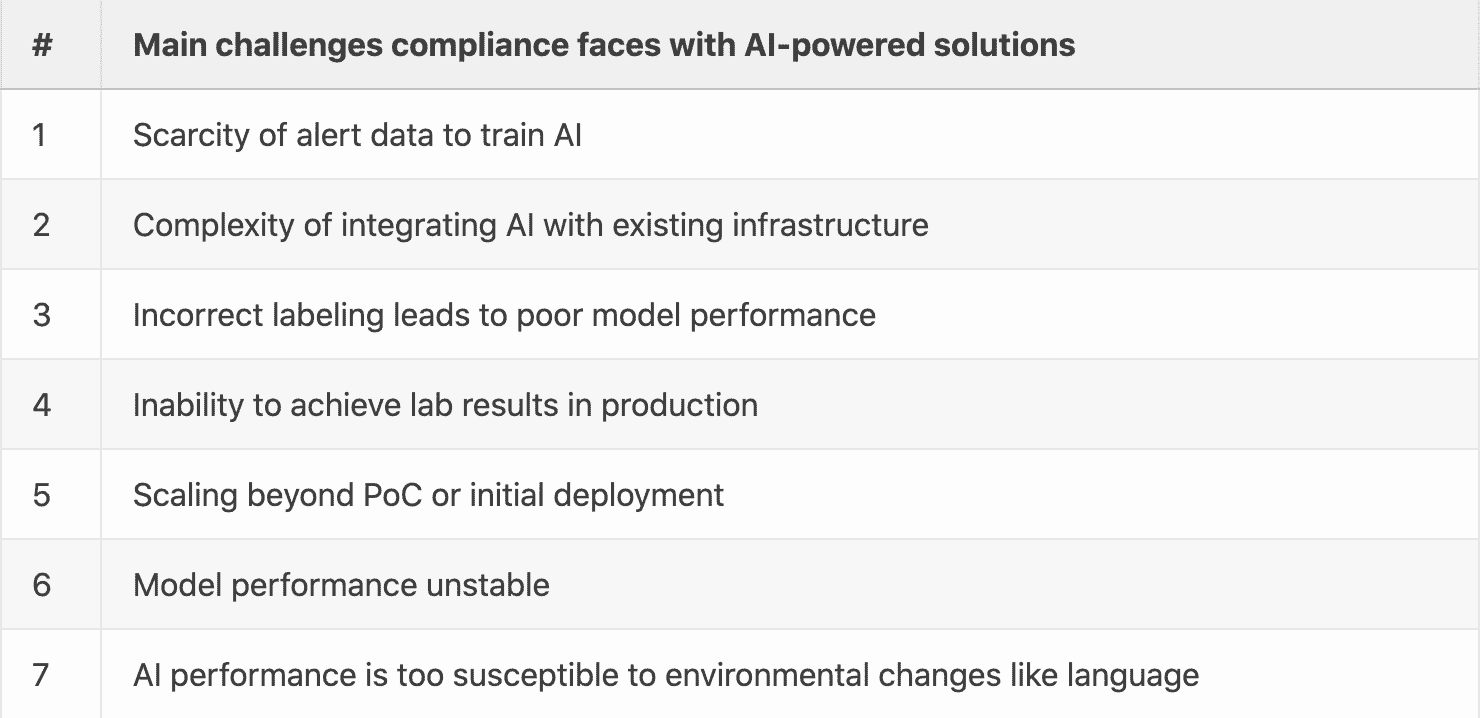 # Main challenges compliance faces with AI-powered solutions
1 Scarcity of alert data to train AI
2 Complexity of integrating AI with existing infrastructure
3 Incorrect labeling leads to poor model performance
4 Inability to achieve lab results in production
5 Scaling beyond PoC or initial deployment
6 Model performance unstable
7 AI performance is too susceptible to environmental changes like language